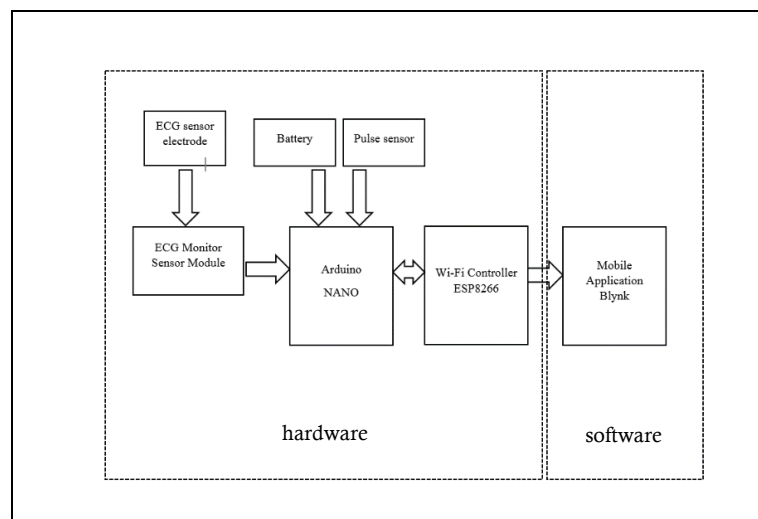 ECG sensor
electrode
Battery
Pulse sensor
ECG Monitor
Sensor Module
Arduino
NANO
Wi-Fi Controller
ESP8266
Mobile
Application
Blynk
hardware
software